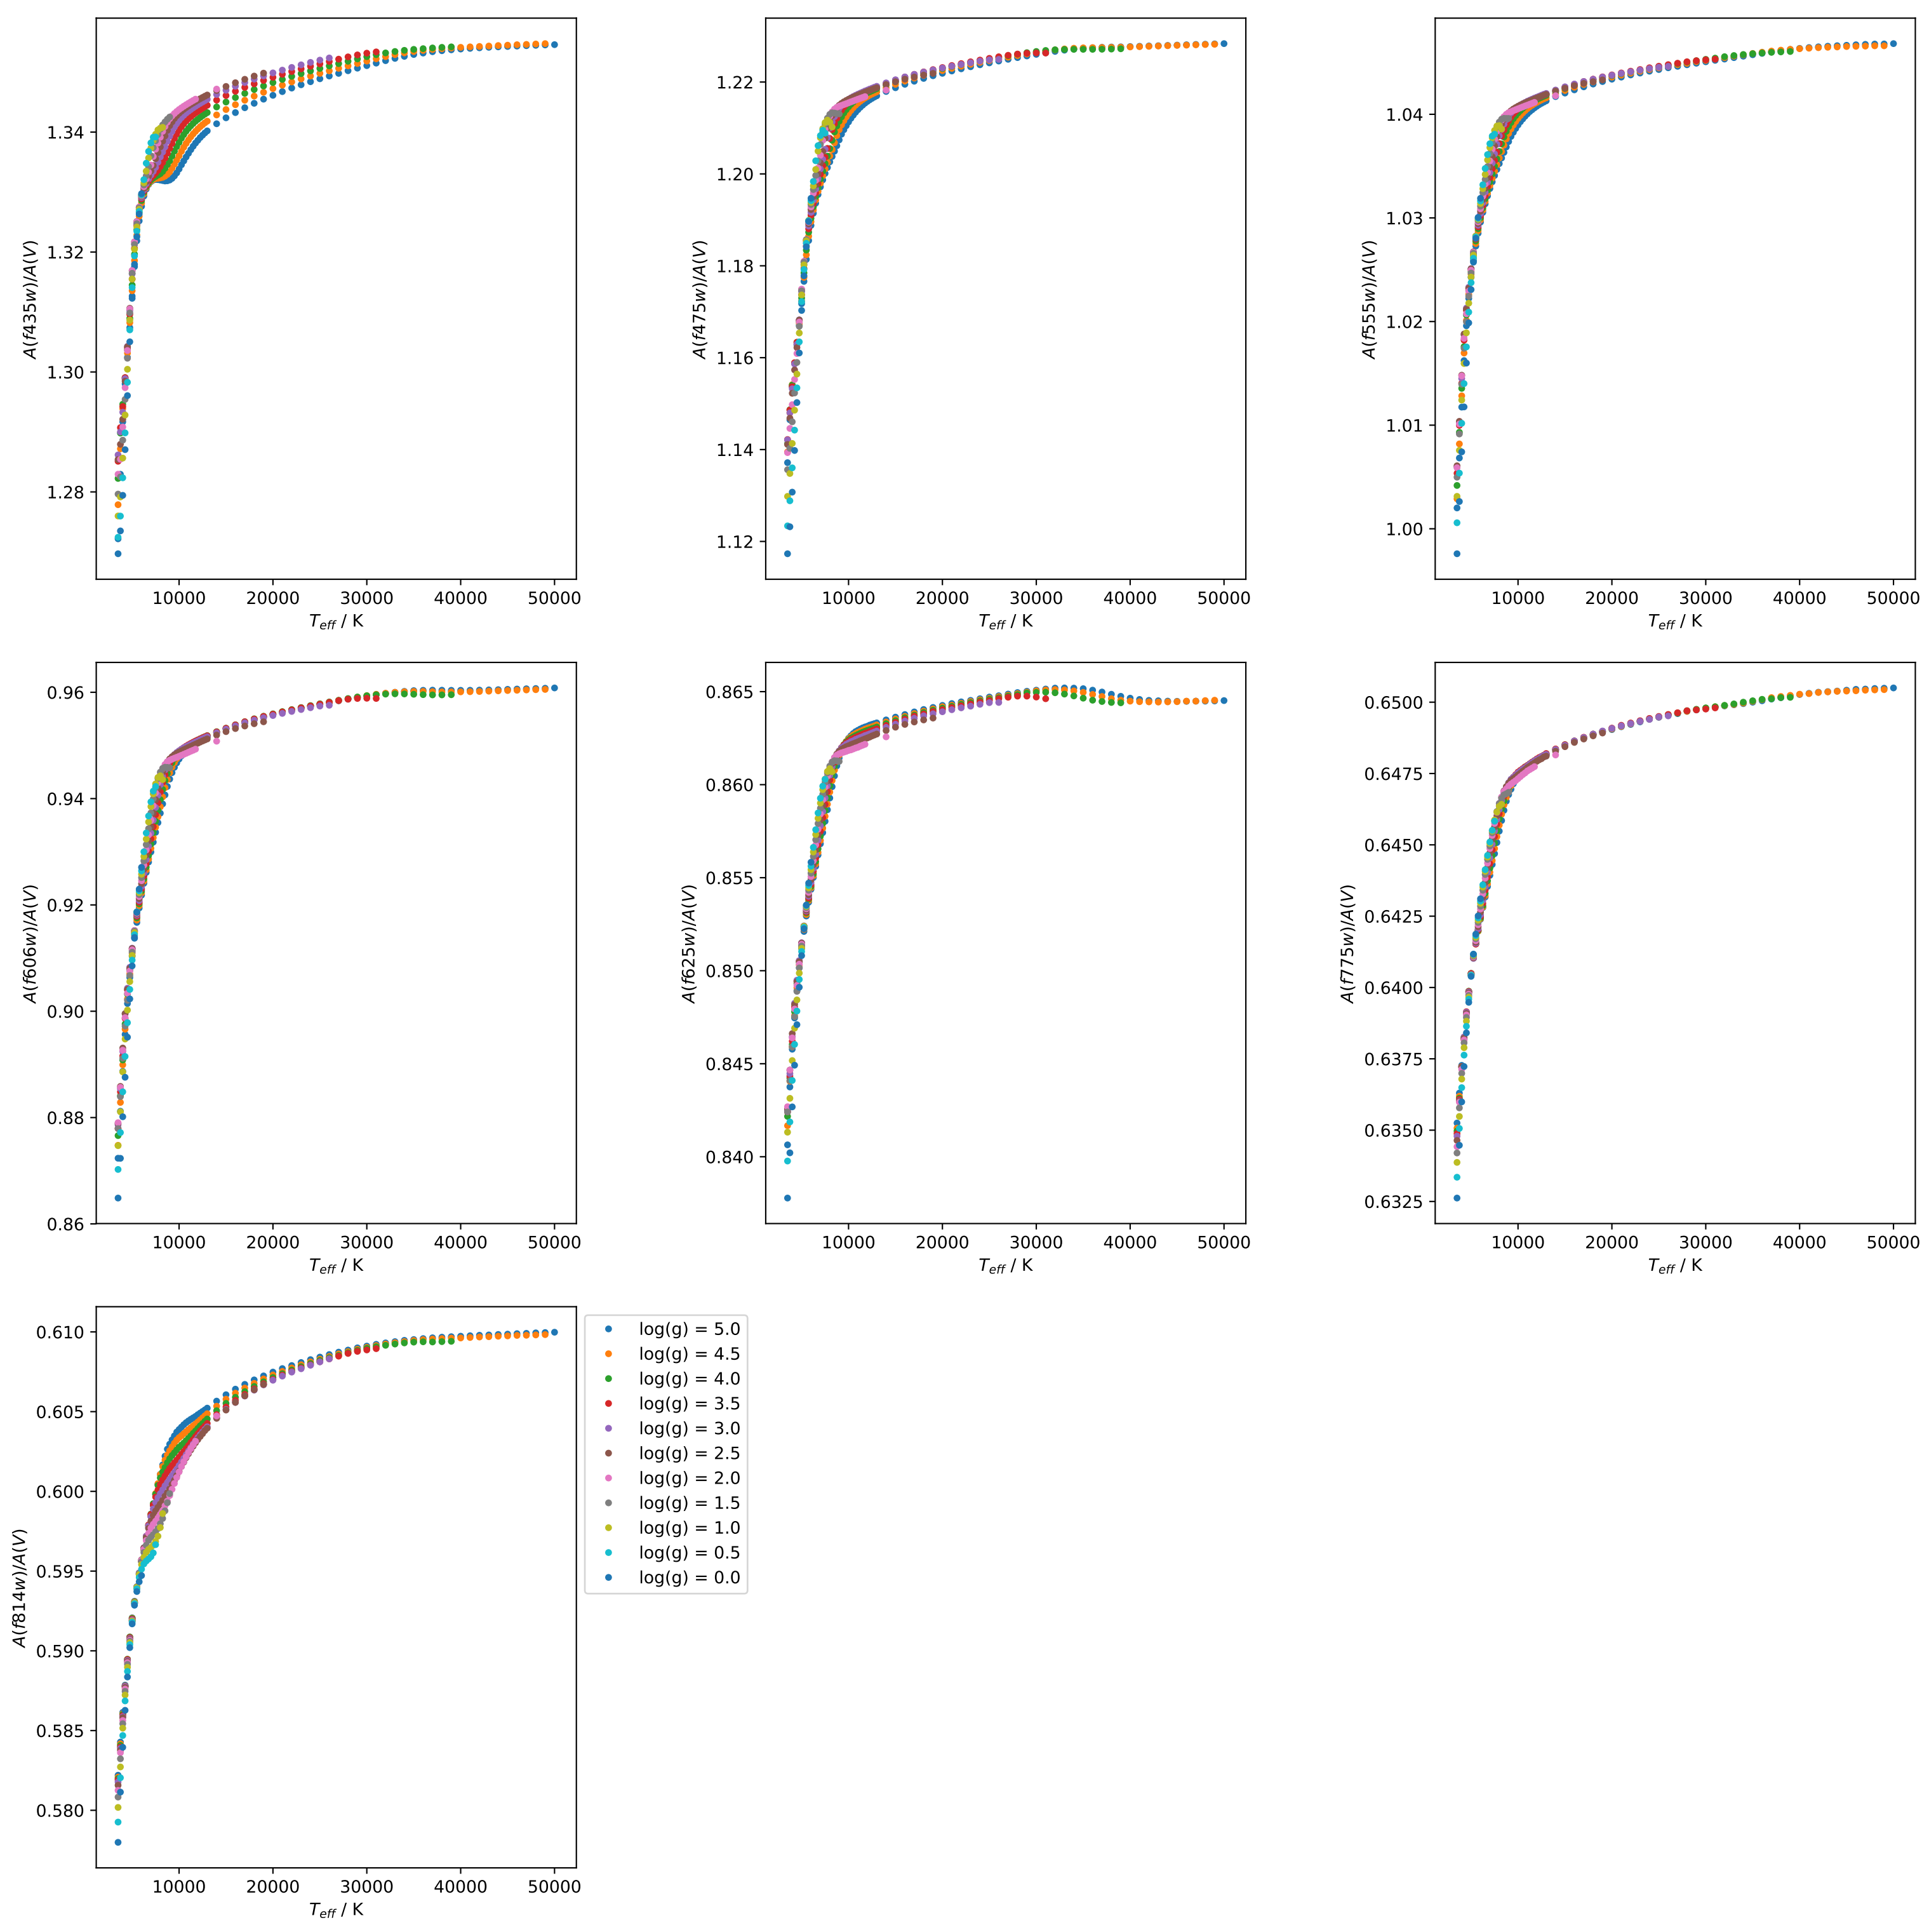 1.34
1.32
1.30
1.28
A(f435w)/A(V)
10000 20000 30000 40000 50000
T_eff / K
1.22
1.20
1.18
1.16
1.14
1.12
A(f475w)/A(V)
10000 20000 30000 40000 50000
T_eff / K
1.04
1.03
1.02
1.01
1.00
A(f555w)/A(V)
10000 20000 30000 40000 50000
T_eff / K
0.96
0.94
0.92
0.90
0.88
0.86
A(f606w)/A(V)
10000 20000 30000 40000 50000
T_eff / K
0.865
0.860
0.855
0.850
0.845
0.840
A(f625w)/A(V)
10000 20000 30000 40000 50000
T_eff / K
0.6500
0.6475
0.6450
0.6425
0.6400
0.6375
0.6350
0.6325
A(f775w)/A(V)
10000 20000 30000 40000 50000
T_eff / K
0.610
0.605
0.600
0.595
0.590
0.585
0.580
A(f814w)/A(V)
10000 20000 30000 40000 50000
T_eff / K
log(g) = 5.0
log(g) = 4.5
log(g) = 4.0
log(g) = 3.5
log(g) = 3.0
log(g) = 2.5
log(g) = 2.0
log(g) = 1.5
log(g) = 1.0
log(g) = 0.5
log(g) = 0.0